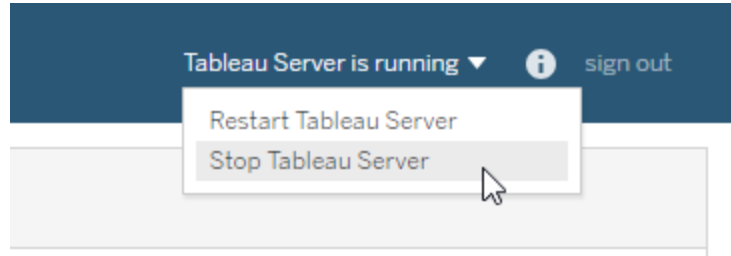 Tableau Server is running sign out
Restart Tableau Server
Stop Tableau Server